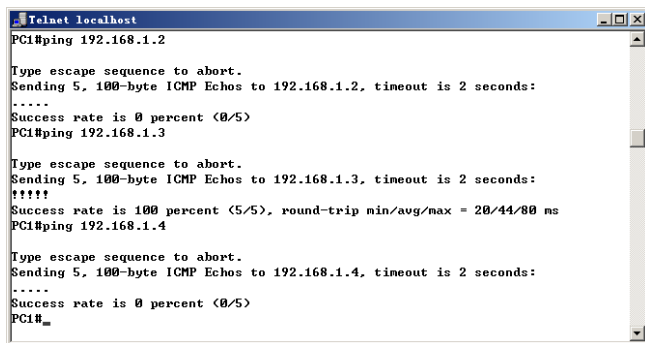 Telnet localhost
PC1#ping 192.168.1.2
Type escape sequence to abort.
Sending 5, 100-byte ICMP Echos to 192.168.1.2, timeout is 2 seconds:
.....
Success rate is 0 percent (0/5)
PC1#ping 192.168.1.3
Type escape sequence to abort.
Sending 5, 100-byte ICMP Echos to 192.168.1.3, timeout is 2 seconds:
!!!!!
Success rate is 100 percent (5/5), round-trip min/avg/max = 20/44/80 ms
PC1#ping 192.168.1.4
Type escape sequence to abort.
Sending 5, 100-byte ICMP Echos to 192.168.1.4, timeout is 2 seconds:
.....
Success rate is 0 percent (0/5)
PC1#_